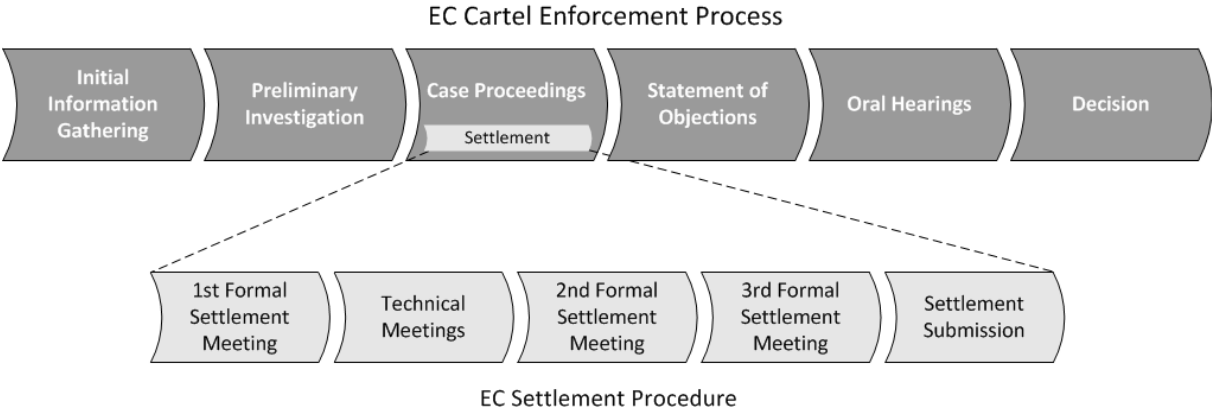 EC Cartel Enforcement Process
Initial
Information
Gathering
Preliminary
Investigation
Case Proceedings
Settlement
Statement of
Objections
Oral Hearings
Decision
1st Formal
Settlement
Meeting
Technical
Meetings
2nd Formal
Settlement
Meeting
3rd Formal
Settlement
Meeting
Settlement
Submission
EC Settlement Procedure